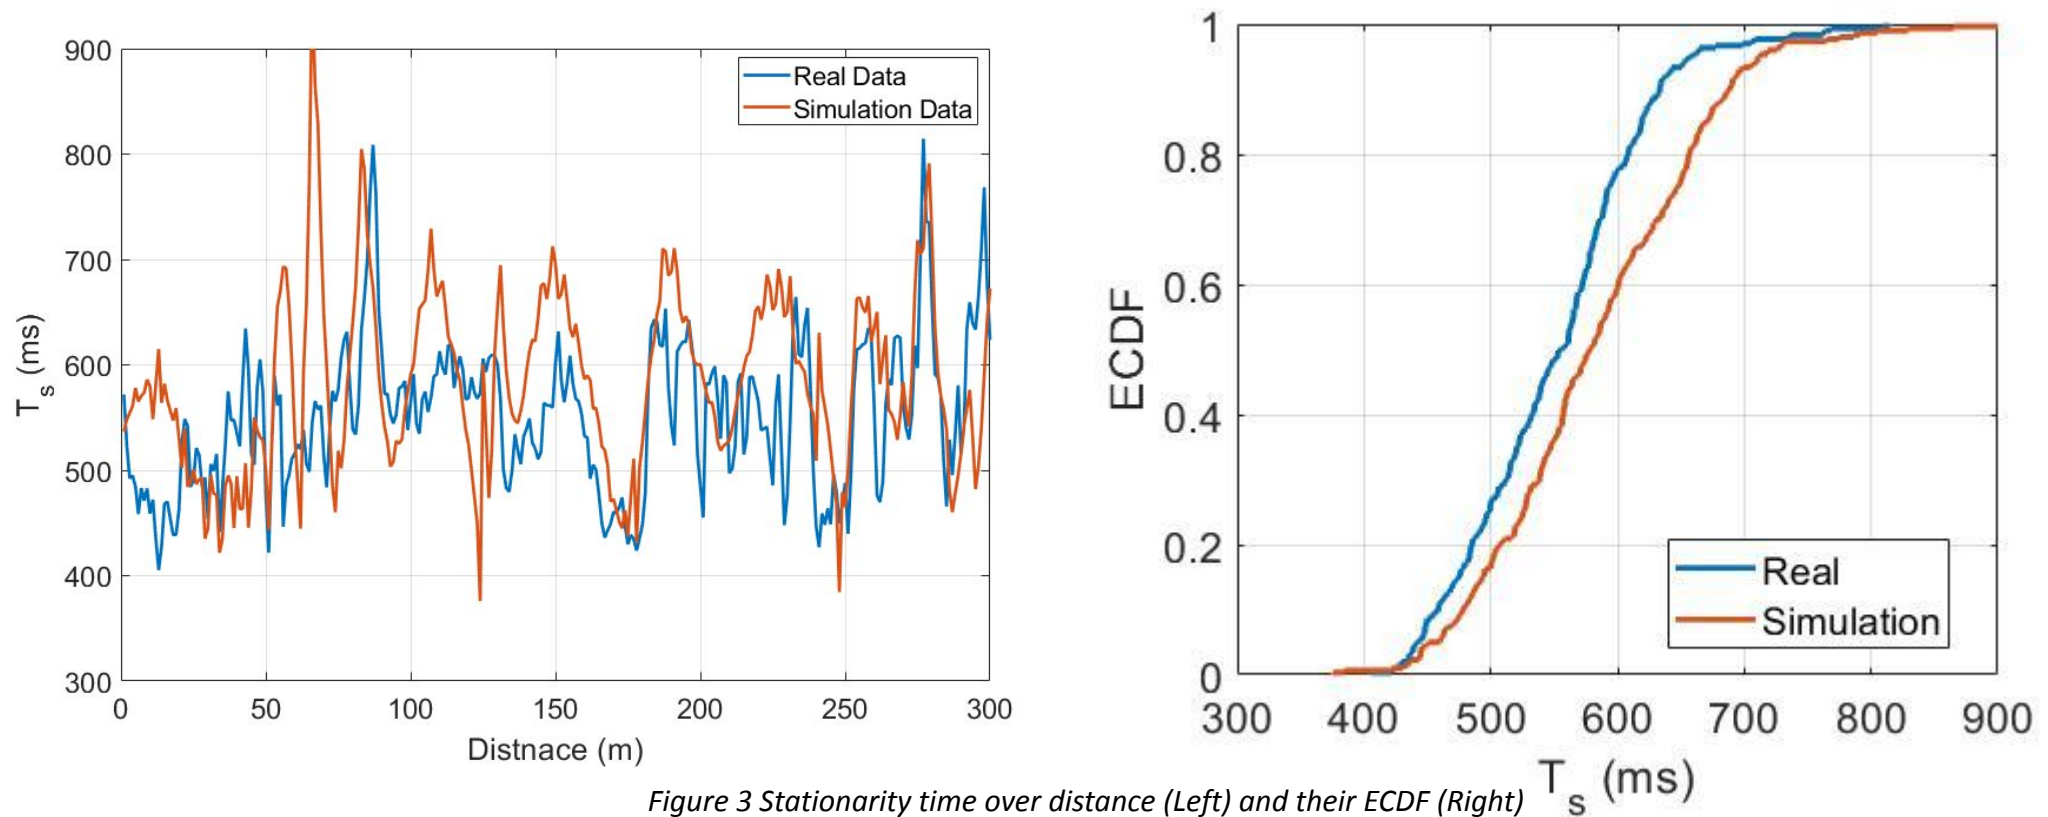 900
800
700
600
500
400
300
T s (ms)
0 50 100 150 200 250 300
Distnace (m)
Real Data
Simulation Data
1
0.8
0.6
0.4
0.2
0
ECDF
300 400 500 600 700 800 900
T s (ms)
Real
Simulation
Figure 3 Stationarity time over distance (Left) and their ECDF (Right)